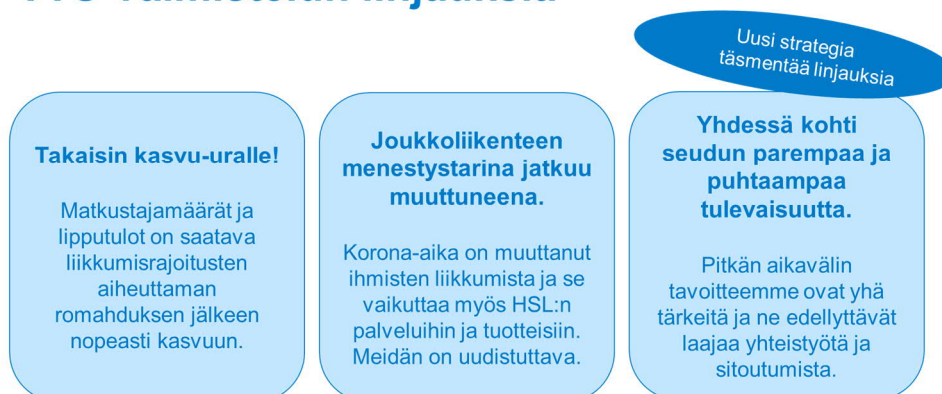 Uusi strategia
täsmentää linjauksia
Takaisin kasvu-uralle!
Matkustajamäärät ja
lipputulot on saatava
liikkumisrajoitusten
aiheuttaman
romahduksen jälkeen
nopeasti kasvuun.
Joukkoliikenteen
menestystarina jatkuu
muuttuneena.
Korona-aika on muuttanut
ihmisten liikkumista ja se
vaikuttaa myös HSL:n
palveluihin ja tuotteisiin.
Meidän on uudistuttava.
Yhdessä kohti
seudun parempaa ja
puhtaampaa
tulevaisuutta.
Pitkän aikavälin
tavoitteemme ovat yhä
tärkeitä ja ne edellyttävät
laajaa yhteistyötä ja
sitoutumista.